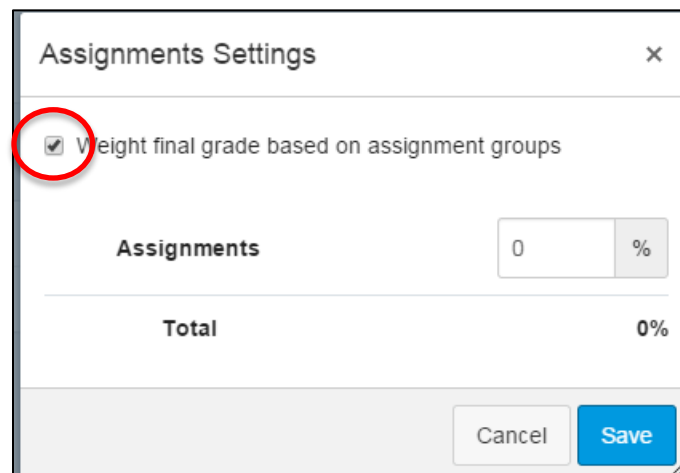 Assignments Settings ×
Weight final grade based on assignment groups
Assignments 0 %
Total 0%
Cancel Save